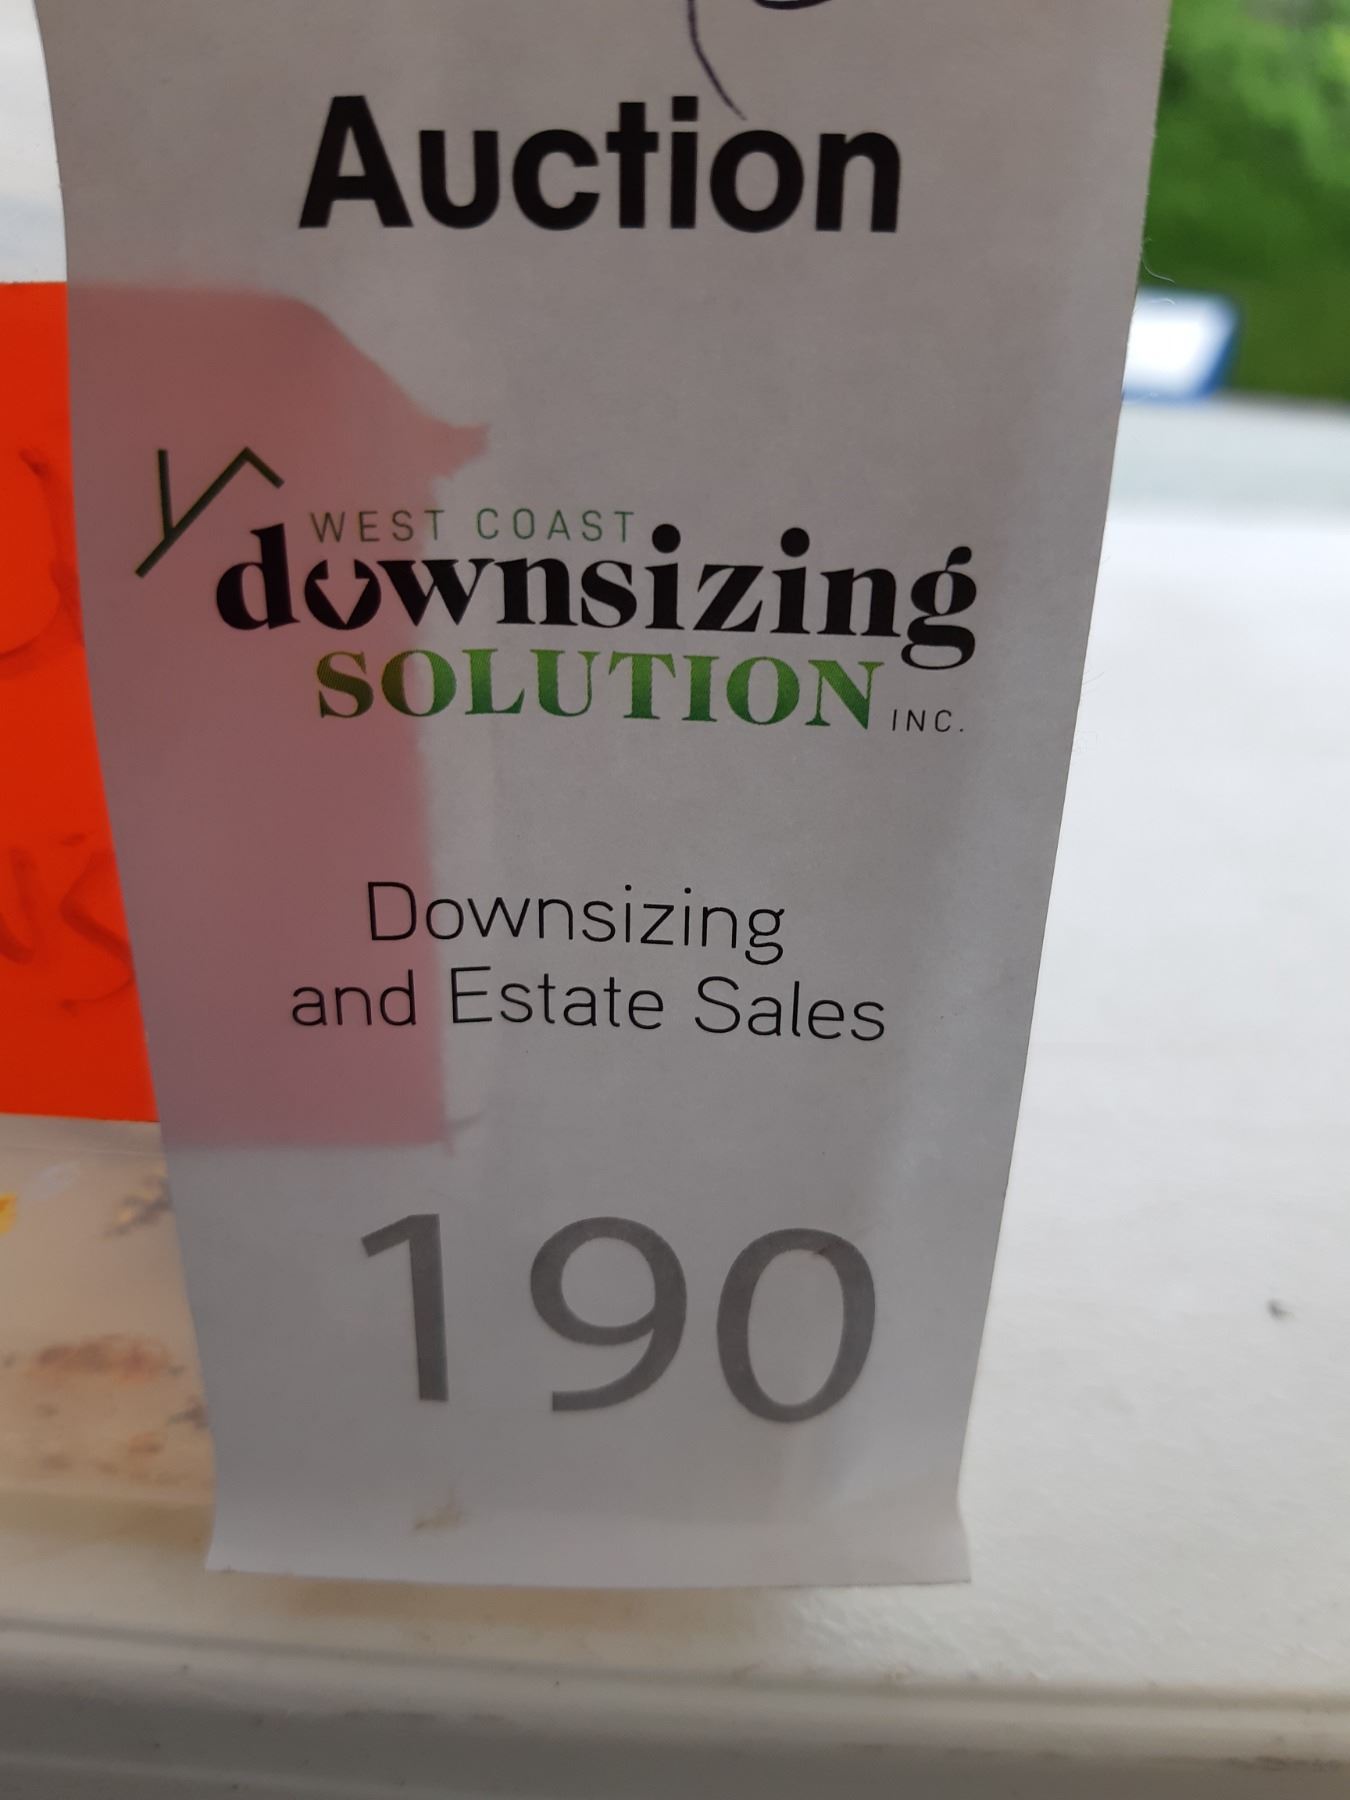 Auction
WEST COAST
downsizing
SOLUTION INC.
Downsizing
and Estate Sales
190